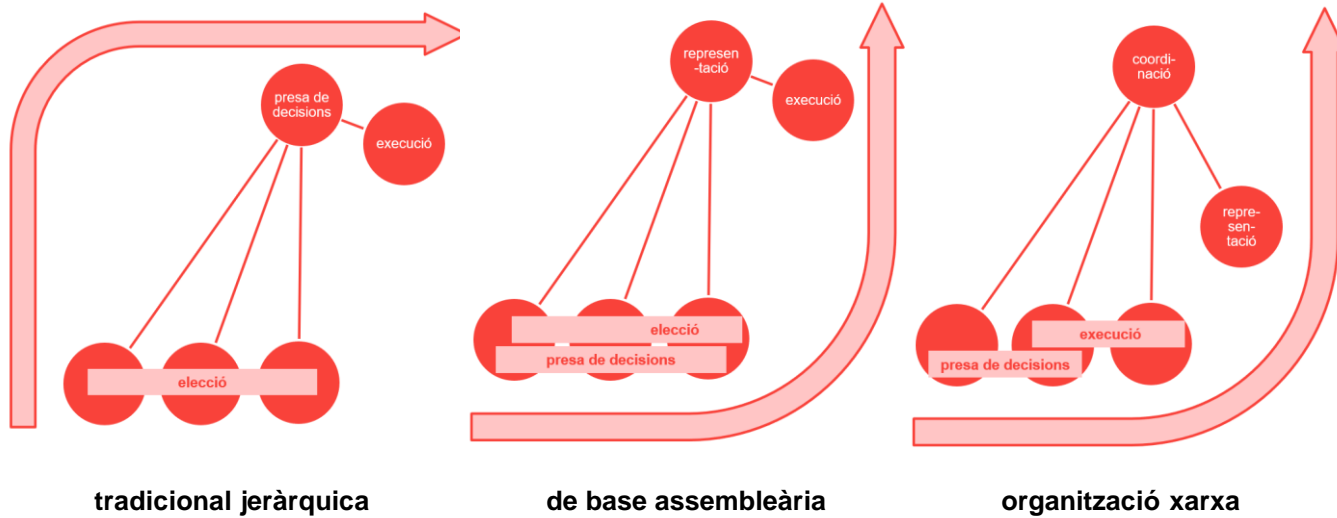 presa de
decisions
execució
elecció
tradicional jeràrquica
represen
-tació
execució
elecció
presa de decisions
de base assembleària
coordi-
nació
repre-
sen-
tació
execució
presa de decisions
organització xarxa